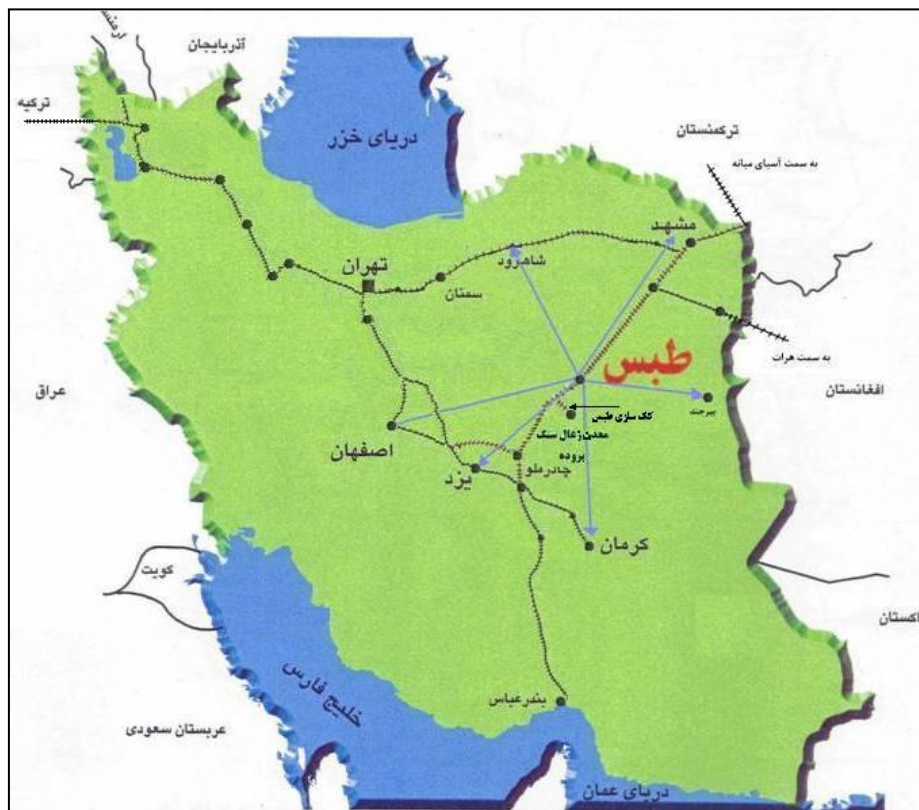 آذربایجان
ترکیه
دریای خزر
ترکمنستان
به سمت آسیای میانه
مشهد
شاهرود
تهران
سمنان
طبس
به سمت هرات
افغانستان
عراق
بیرجند
کک سازی طبس
معدن زغال سنگ
پروده
اصفهان
یزد
چادرملو
کرمان
کویت
اکستان
خلیج فارس
بندرعباس
عربستان سعودی
دریای عمان